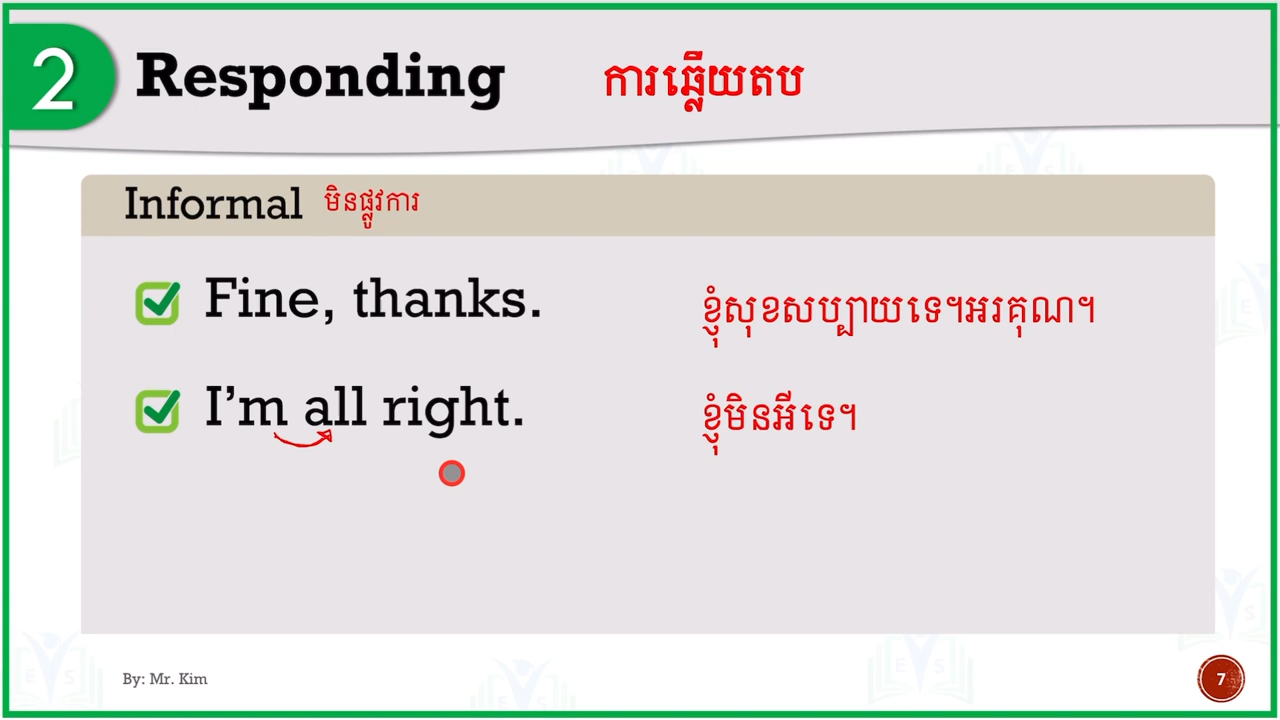 2 Responding ការឆ្លើយតប
Informal មិនផ្លូវការ
Fine, thanks. ខ្ញុំសុខសប្បាយទេ។អរគុណ។
I'm all right. ខ្ញុំមិនអីទេ។
By: Mr. Kim 7